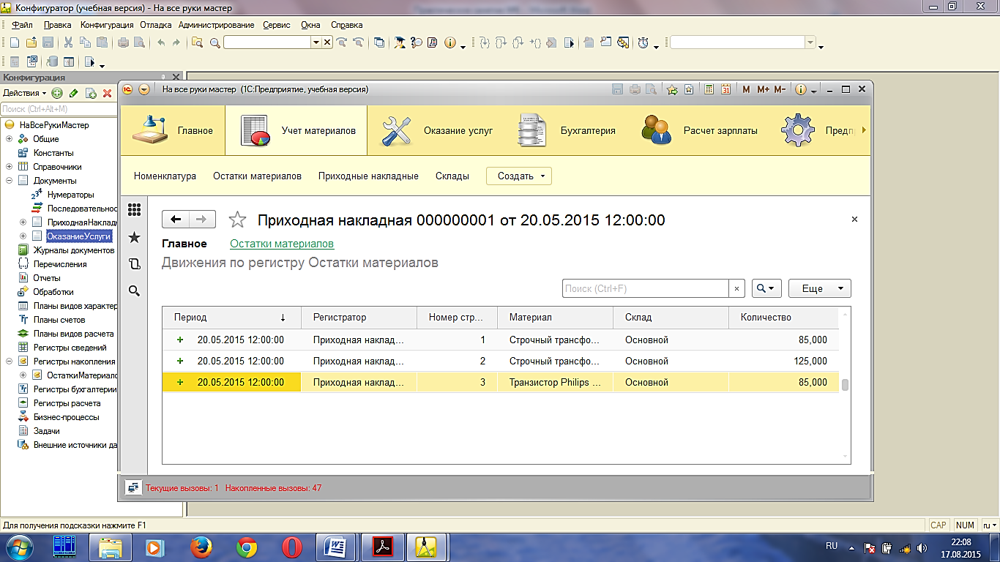 Конфигуратор (учебная версия) - На все руки мастер
Файл Правка Конфигурация Отладка Администрирование Сервис Окна Справка
Конфигурация
Действия
Поиск (Ctrl+Alt+M)
НаВсеРукиМастер
Общие
Константы
Справочники
Документы
Нумераторы
Последовательнос
ПриходнаяНакладн
ОказаниеУслуги
Журналы документов
Перечисления
Отчеты
Обработки
Планы видов характер
Планы счетов
Планы видов расчета
Регистры сведений
Регистры накопления
ОстаткиМатериало
Регистры бухгалтерии
Регистры расчета
Бизнес-процессы
Задачи
Внешние источники да
На все руки мастер (1С:Предприятие, учебная версия)
M M+ M-
Главное Учет материалов Оказание услуг Бухгалтерия Расчет зарплаты Предп
Номенклатура Остатки материалов Приходные накладные Склады Создать
Приходная накладная 000000001 от 20.05.2015 12:00:00
Главное Остатки материалов
Движения по регистру Остатки материалов
Поиск (Ctrl+F) × Еще
Период ↓ Регистратор Номер стр... Материал Склад Количество
+ 20.05.2015 12:00:00 Приходная наклад... 1 Строчный трансфо... Основной 85,000
+ 20.05.2015 12:00:00 Приходная наклад... 2 Строчный трансфо... Основной 125,000
+ 20.05.2015 12:00:00 Приходная наклад... 3 Транзистор Philips ... Основной 85,000
Текущие вызовы: 1 Накопленные вызовы: 47
Для получения подсказки нажмите F1
CAP NUM ru
RU
22:08
17.08.2015